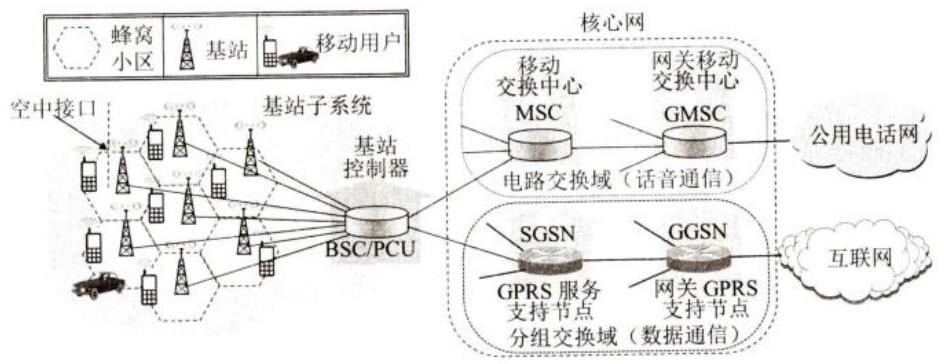 蜂窝
小区
基站
移动用户
核心网
空中接口
基站子系统
基站
控制器
BSC/PCU
移动
交换中心
MSC
网关移动
交换中心
GMSC
公用电话网
电路交换域（话音通信）
SGSN
GGSN
互联网
GPRS 服务
支持节点
网关 GPRS
支持节点
分组交换域（数据通信）